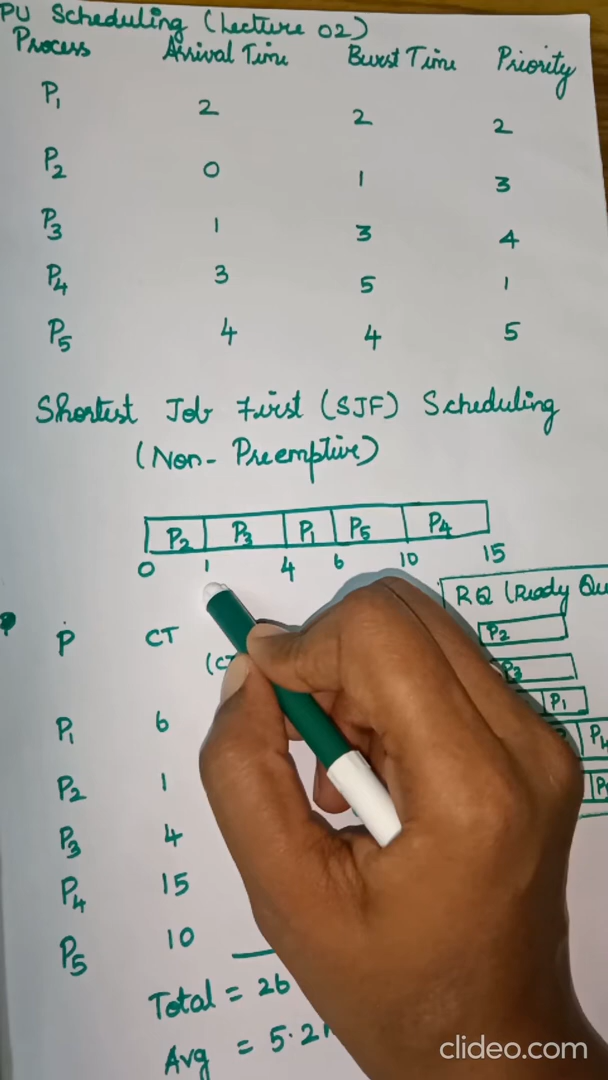 PU Scheduling (Lecture 02)
Process Arrival Time Burst Time Priority
P1 2 2 2
P2 0 1 3
P3 1 3 4
P4 3 5 1
P5 4 4 5
Shortest Job First (SJF) Scheduling
(Non-Preemptive)
P2 P3 P1 P5 P4
0 1 4 6 10 15
RQ (Ready Qu
P2
P CT
(CT
P3
P1
P1 6
P4
P2 1
P3 4
P4 15
P5 10
Total = 26
Avg = 5.2
clideo.com